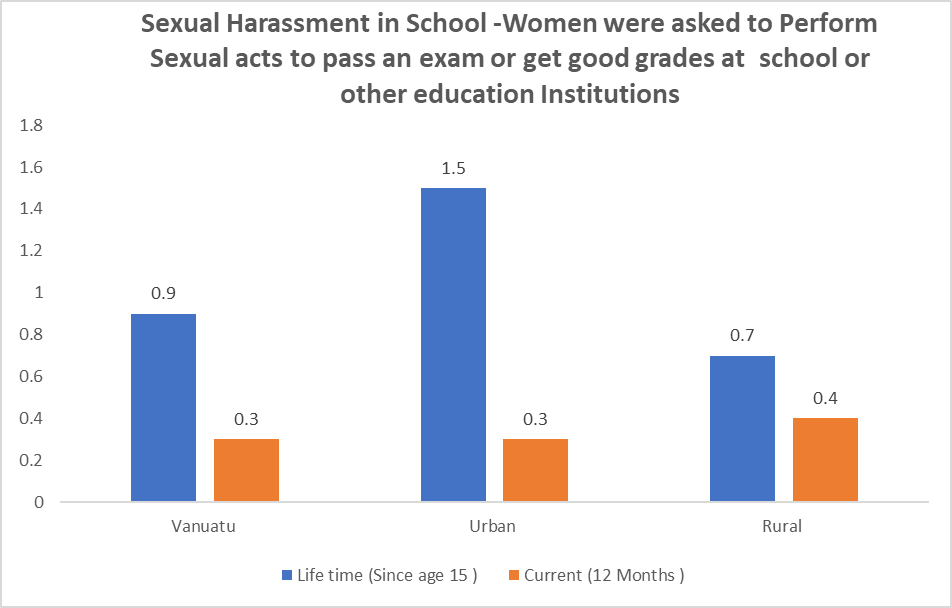 Sexual Harassment in School -Women were asked to Perform
Sexual acts to pass an exam or get good grades at  school or
other education Institutions
1.8
1.6
1.4
1.2
1
0.8
0.6
0.4
0.2
0
0.9
0.3
1.5
0.3
0.7
0.4
Vanuatu
Urban
Rural
Life time (Since age 15 )
Current (12 Months )